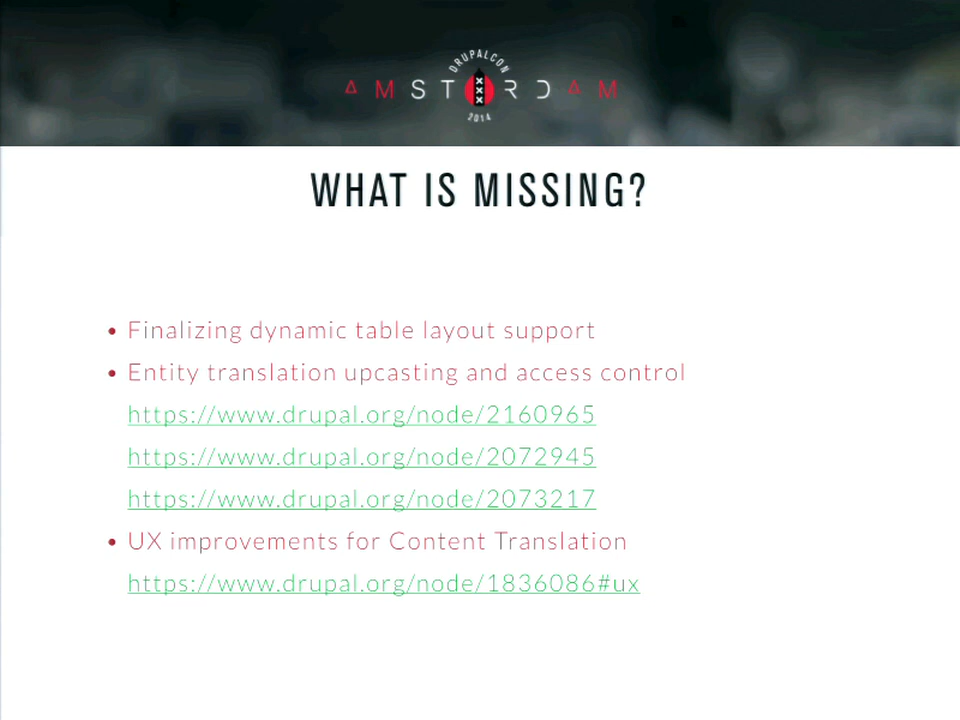 DRUPALCON
AMSTERDAM
2014
WHAT IS MISSING?
• Finalizing dynamic table layout support
• Entity translation upcasting and access control
https://www.drupal.org/node/2160965
https://www.drupal.org/node/2072945
https://www.drupal.org/node/2073217
• UX improvements for Content Translation
https://www.drupal.org/node/1836086#ux